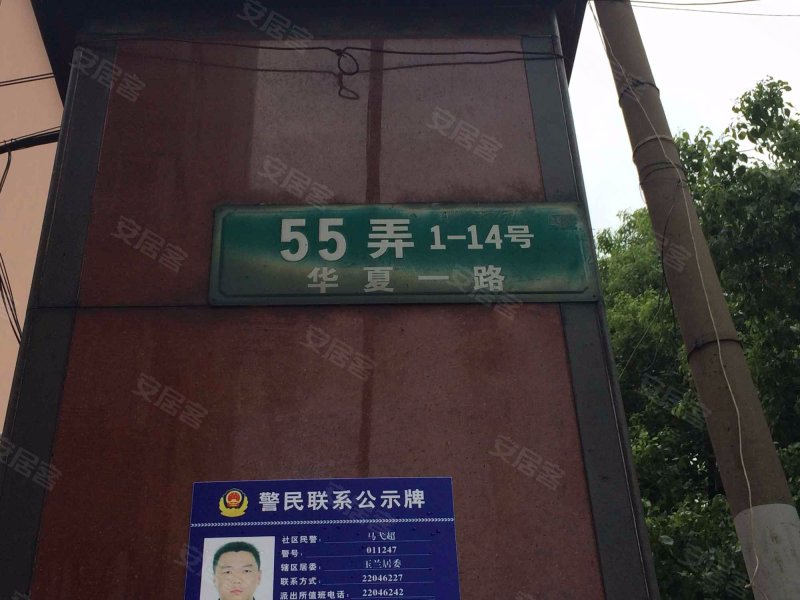 55弄 1-14号
华夏一路
警民联系公示牌
社区民警： 马飞超
警号： 011247
辖区居委： 玉兰居委
联系方式： 22046227
派出所值班电话： 22046242
安居客